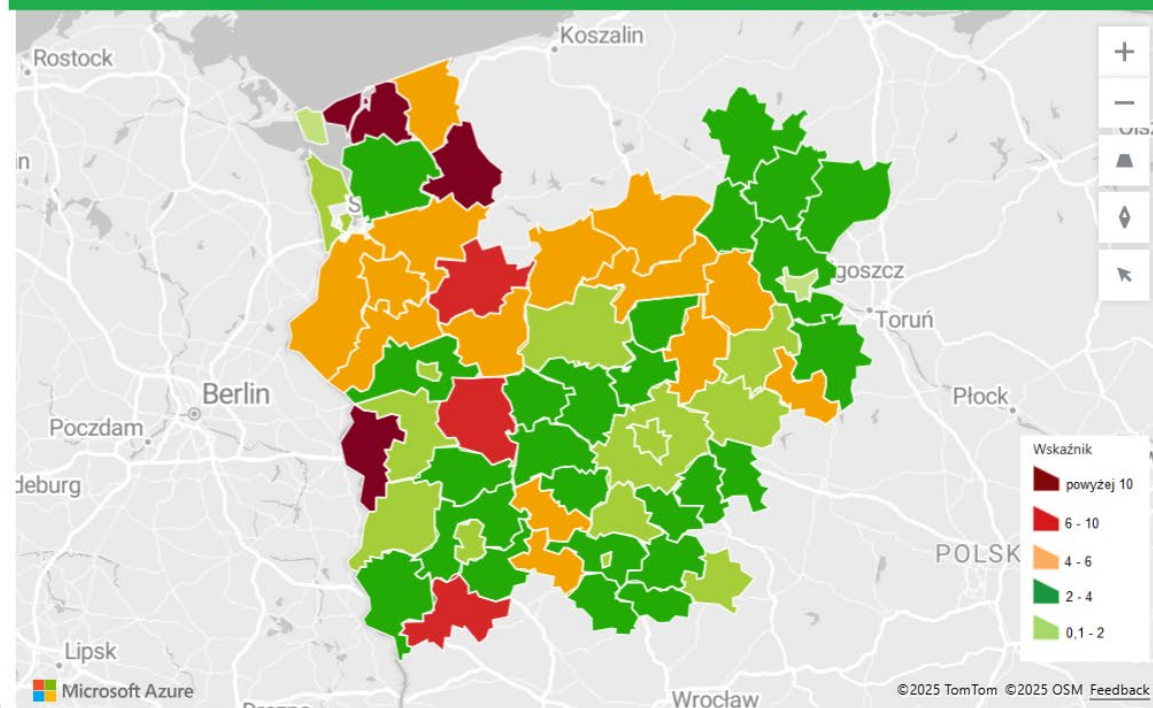 Koszalin
Rostock
S
goszcz
Toruń
Berlin
Płock
Poczdam
Wskaźnik
powyżej 10
6 - 10
4 - 6
2 - 4
0,1 - 2
deburg
POLSK
Lipsk
Microsoft Azure
Wrocław
©2025 TomTom ©2025 OSM Feedback